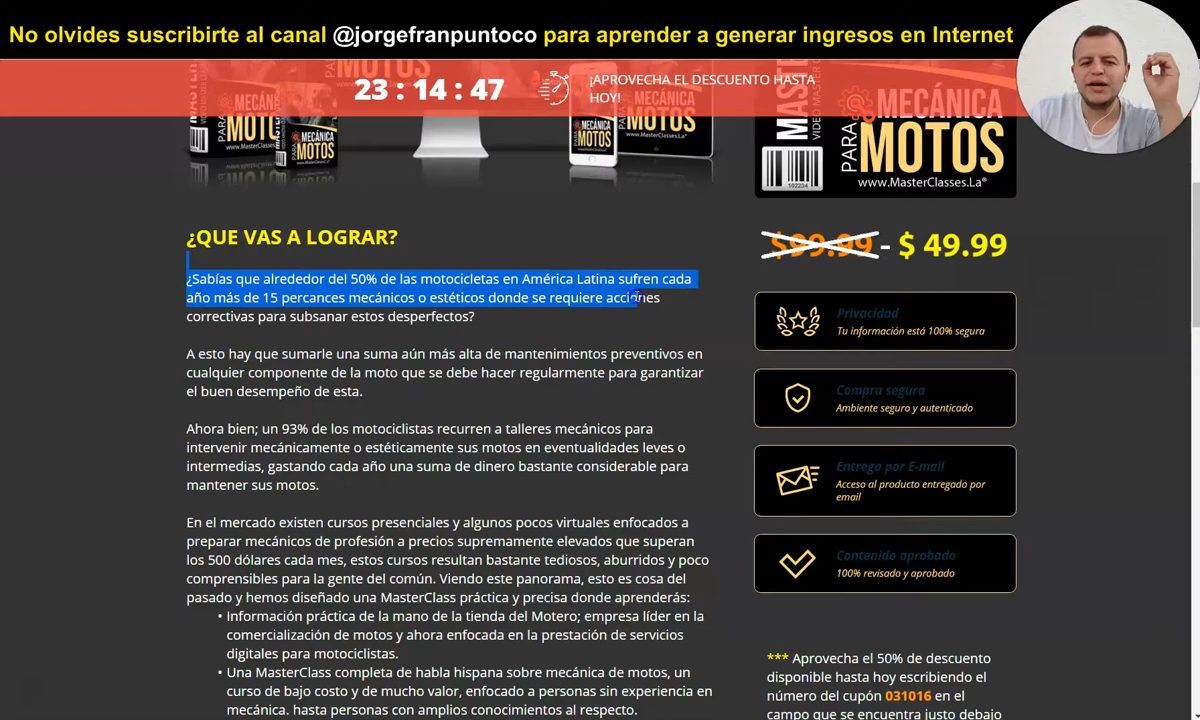 No olvides suscribirte al canal @jorgefranpuntoco para aprender a generar ingresos en Internet
23 : 14 : 47
¡APROVECHA EL DESCUENTO HASTA
HOY!
MECÁNICA
PARA
MOTOS
www.MasterClasses.La
MECÁNICA
MOTOS
MECÁNICA
PARA
MOTOS
www.MasterClasses.La®
102234
¿QUE VAS A LOGRAR?
¿Sabías que alrededor del 50% de las motocicletas en América Latina sufren cada
año más de 15 percances mecánicos o estéticos donde se requiere acciones
correctivas para subsanar estos desperfectos?
A esto hay que sumarle una suma aún más alta de mantenimientos preventivos en
cualquier componente de la moto que se debe hacer regularmente para garantizar
el buen desempeño de esta.
Ahora bien; un 93% de los motociclistas recurren a talleres mecánicos para
intervenir mecánicamente o estéticamente sus motos en eventualidades leves o
intermedias, gastando cada año una suma de dinero bastante considerable para
mantener sus motos.
En el mercado existen cursos presenciales y algunos pocos virtuales enfocados a
preparar mecánicos de profesión a precios supremamente elevados que superan
los 500 dólares cada mes, estos cursos resultan bastante tediosos, aburridos y poco
comprensibles para la gente del común. Viendo este panorama, esto es cosa del
pasado y hemos diseñado una MasterClass práctica y precisa donde aprenderás:
• Información práctica de la mano de la tienda del Motero; empresa líder en la
comercialización de motos y ahora enfocada en la prestación de servicios
digitales para motociclistas.
• Una MasterClass completa de habla hispana sobre mecánica de motos, un
curso de bajo costo y de mucho valor, enfocado a personas sin experiencia en
mecánica. hasta personas con amplios conocimientos al respecto.
$99.99 - $ 49.99
Privacidad
Tu información está 100% segura
Compra segura
Ambiente seguro y autenticado
Entrega por E-mail
Acceso al producto entregado por
email
Contenido aprobado
100% revisado y aprobado
*** Aprovecha el 50% de descuento
disponible hasta hoy escribiendo el
número del cupón 031016 en el
campo que se encuentra justo debajo